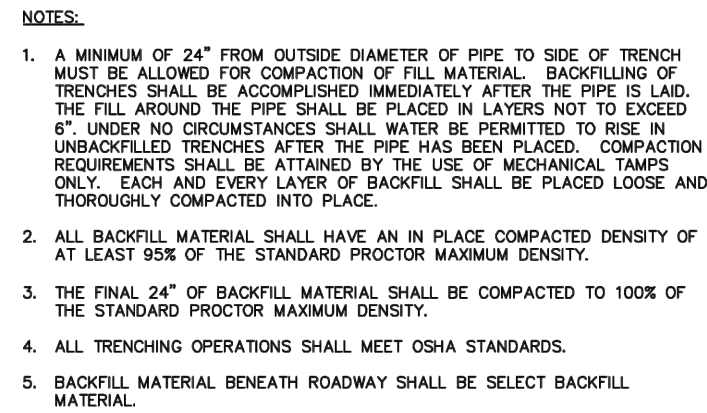 NOTES:
1. A MINIMUM OF 24" FROM OUTSIDE DIAMETER OF PIPE TO SIDE OF TRENCH
MUST BE ALLOWED FOR COMPACTION OF FILL MATERIAL. BACKFILLING OF
TRENCHES SHALL BE ACCOMPLISHED IMMEDIATELY AFTER THE PIPE IS LAID.
THE FILL AROUND THE PIPE SHALL BE PLACED IN LAYERS NOT TO EXCEED
6". UNDER NO CIRCUMSTANCES SHALL WATER BE PERMITTED TO RISE IN
UNBACKFILLED TRENCHES AFTER THE PIPE HAS BEEN PLACED. COMPACTION
REQUIREMENTS SHALL BE ATTAINED BY THE USE OF MECHANICAL TAMPS
ONLY. EACH AND EVERY LAYER OF BACKFILL SHALL BE PLACED LOOSE AND
THOROUGHLY COMPACTED INTO PLACE.
2. ALL BACKFILL MATERIAL SHALL HAVE AN IN PLACE COMPACTED DENSITY OF
AT LEAST 95% OF THE STANDARD PROCTOR MAXIMUM DENSITY.
3. THE FINAL 24" OF BACKFILL MATERIAL SHALL BE COMPACTED TO 100% OF
THE STANDARD PROCTOR MAXIMUM DENSITY.
4. ALL TRENCHING OPERATIONS SHALL MEET OSHA STANDARDS.
5. BACKFILL MATERIAL BENEATH ROADWAY SHALL BE SELECT BACKFILL
MATERIAL.